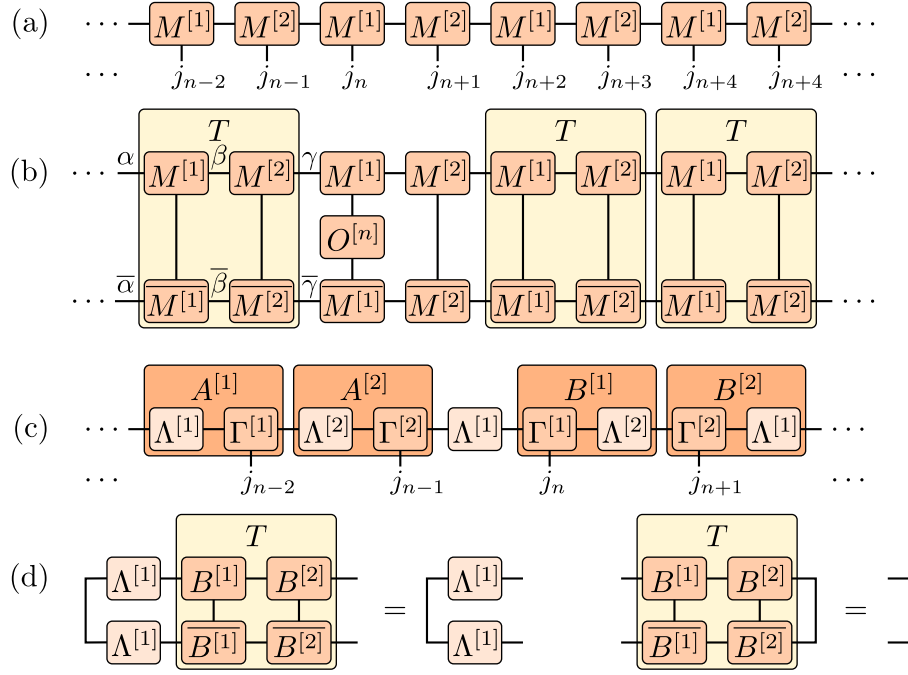 (a) ⋯ M^[1] M^[2] M^[1] M^[2] M^[1] M^[2] M^[1] M^[2] ⋯
⋯ j_{n−2} j_{n−1} j_n j_{n+1} j_{n+2} j_{n+3} j_{n+4} j_{n+4} ⋯
T T T
(b) ⋯ α M^[1] β M^[2] γ M^[1] M^[2] M^[1] M^[2] M^[1] M^[2] ⋯
O^[n]
⋯ α̅ M̅^[1] β̅ M̅^[2] γ̅ M̅^[1] M̅^[2] M̅^[1] M̅^[2] M̅^[1] M̅^[2] ⋯
A^[1] A^[2] B^[1] B^[2]
(c) ⋯ Λ^[1] Γ^[1] Λ^[2] Γ^[2] Λ^[1] Γ^[1] Λ^[2] Γ^[2] Λ^[1] ⋯
⋯ j_{n−2} j_{n−1} j_n j_{n+1} ⋯
T T
(d) Λ^[1] B^[1] B^[2] Λ^[1] B^[1] B^[2]
= =
Λ^[1] B̅^[1] B̅^[2] Λ^[1] B̅^[1] B̅^[2]